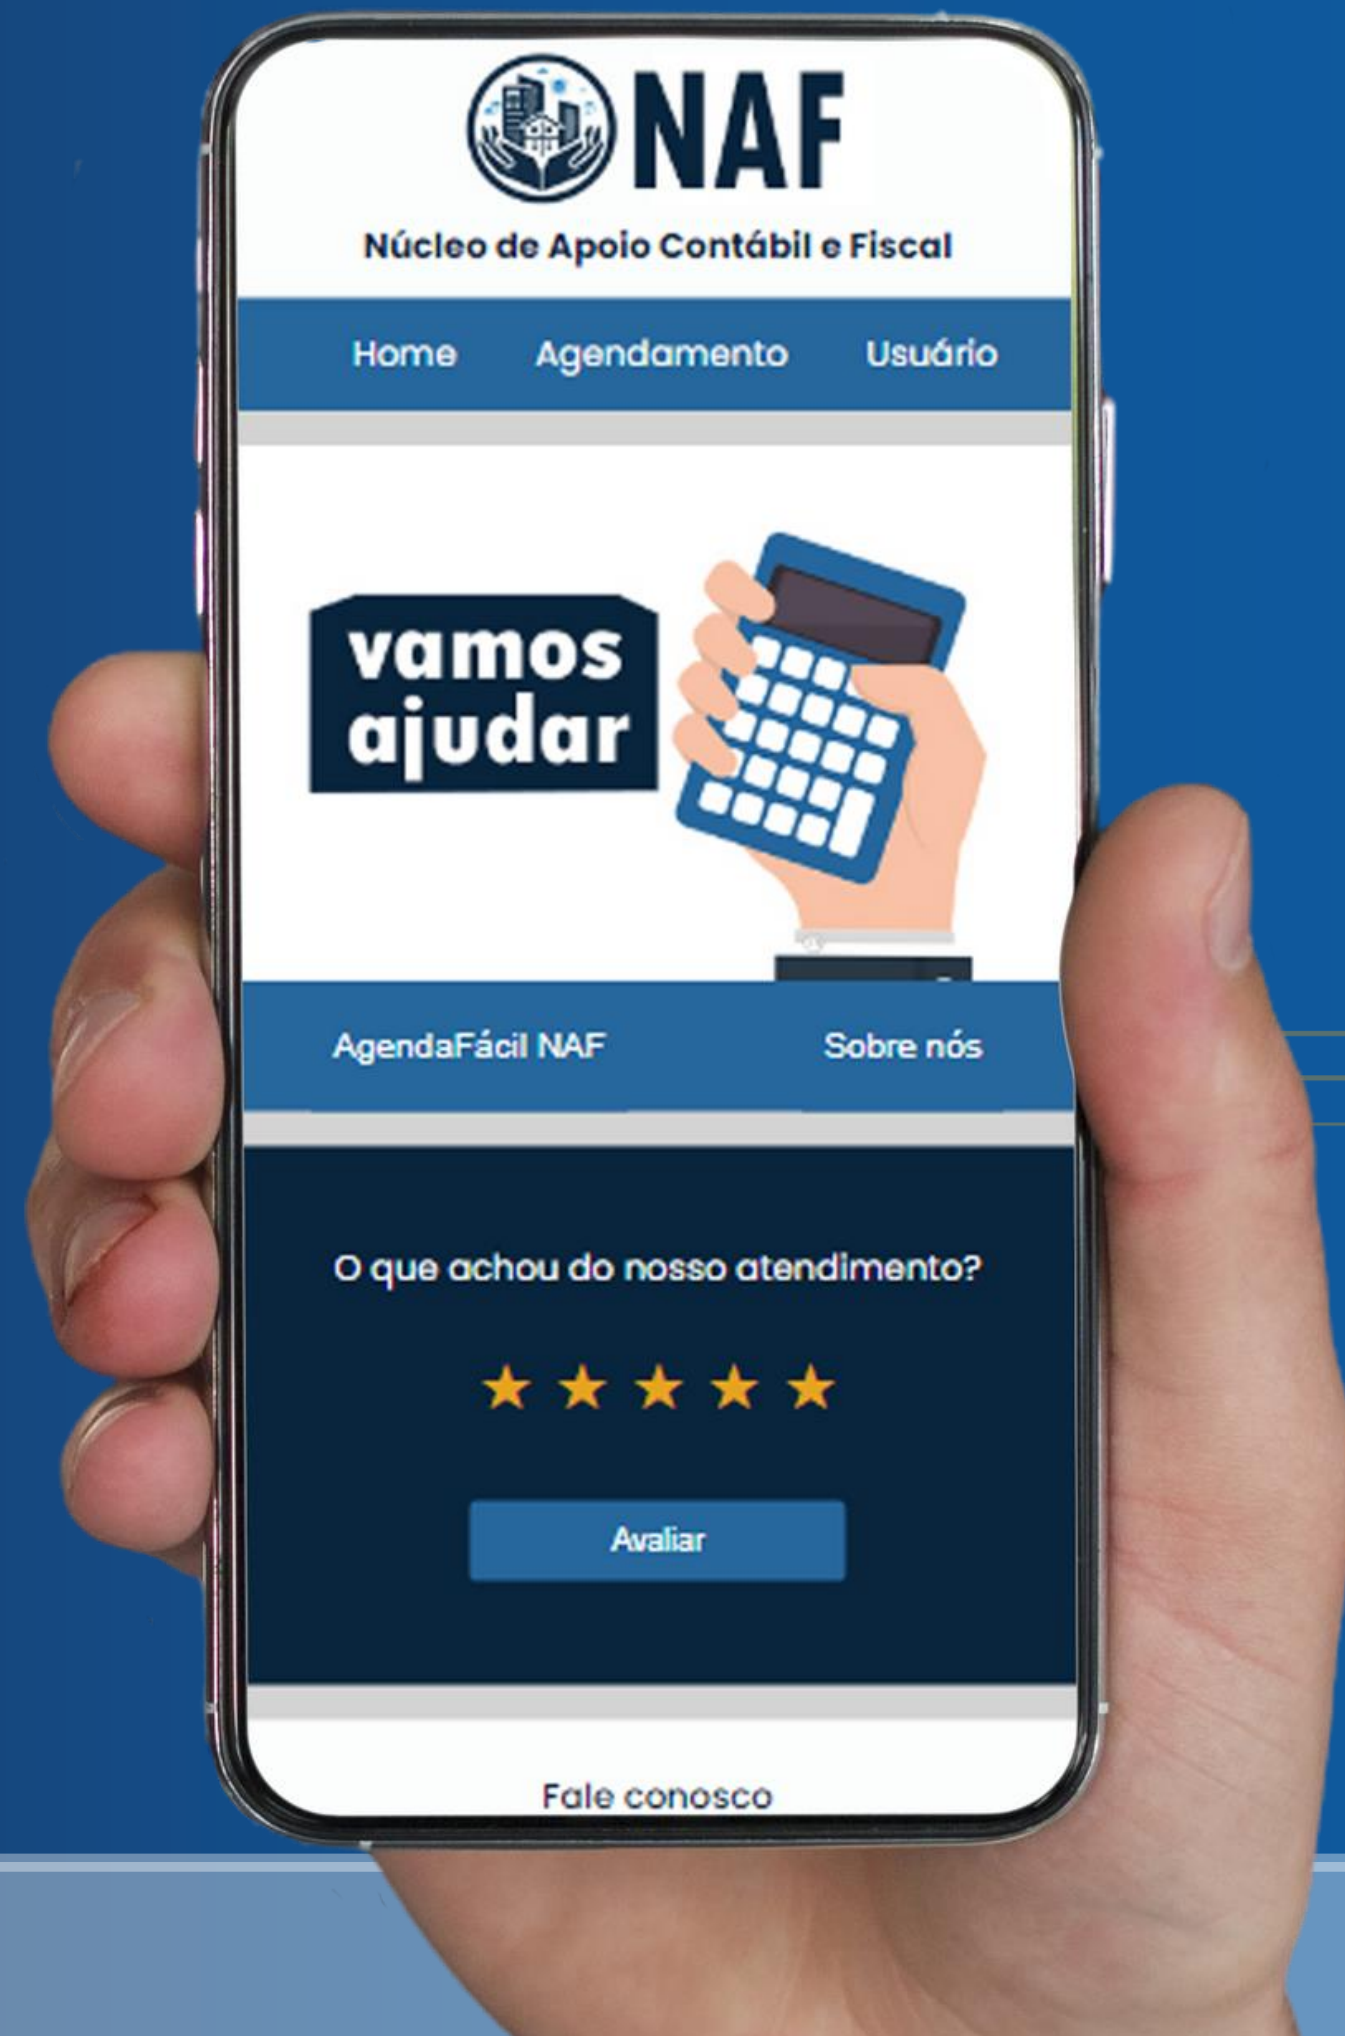 NAF
Núcleo de Apoio Contábil e Fiscal
Home Agendamento Usuário
vamos
ajudar
AgendaFácil NAF Sobre nós
O que achou do nosso atendimento?
Avaliar
Fale conosco